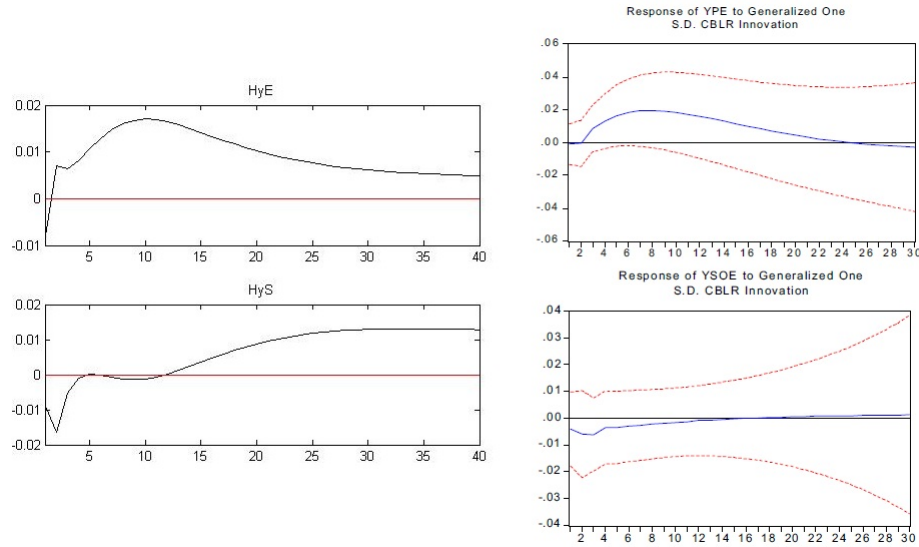 HyE
0.02
0.01
0
-0.01
5 10 15 20 25 30 35 40
HyS
0.02
0.01
0
-0.01
-0.02
5 10 15 20 25 30 35 40
Response of YPE to Generalized One
S.D. CBLR Innovation
.06
.04
.02
.00
-.02
-.04
-.06
2 4 6 8 10 12 14 16 18 20 22 24 26 28 30
Response of YSOE to Generalized One
S.D. CBLR Innovation
.04
.03
.02
.01
.00
-.01
-.02
-.03
-.04
2 4 6 8 10 12 14 16 18 20 22 24 26 28 30